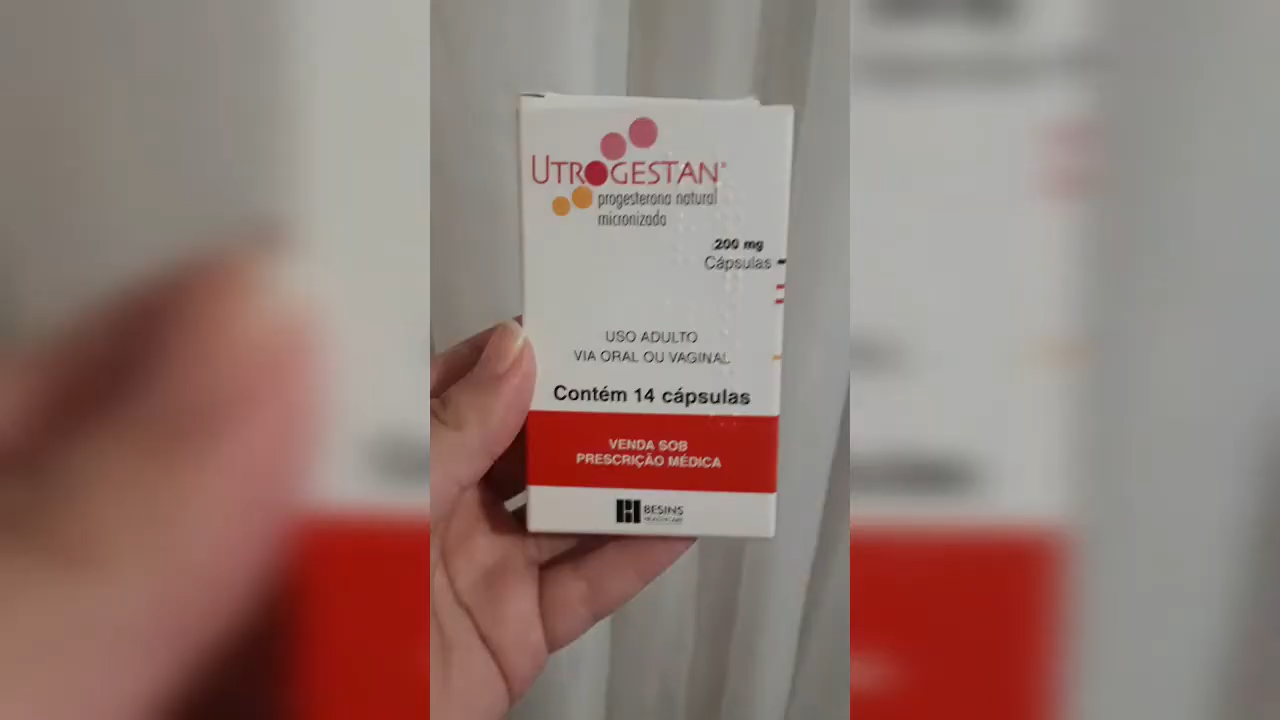 UTROGESTAN®
progesterona natural
micronizada
200 mg
Cápsulas
USO ADULTO
VIA ORAL OU VAGINAL
Contém 14 cápsulas
VENDA SOB
PRESCRIÇÃO MÉDICA
BESINS
HEALTHCARE